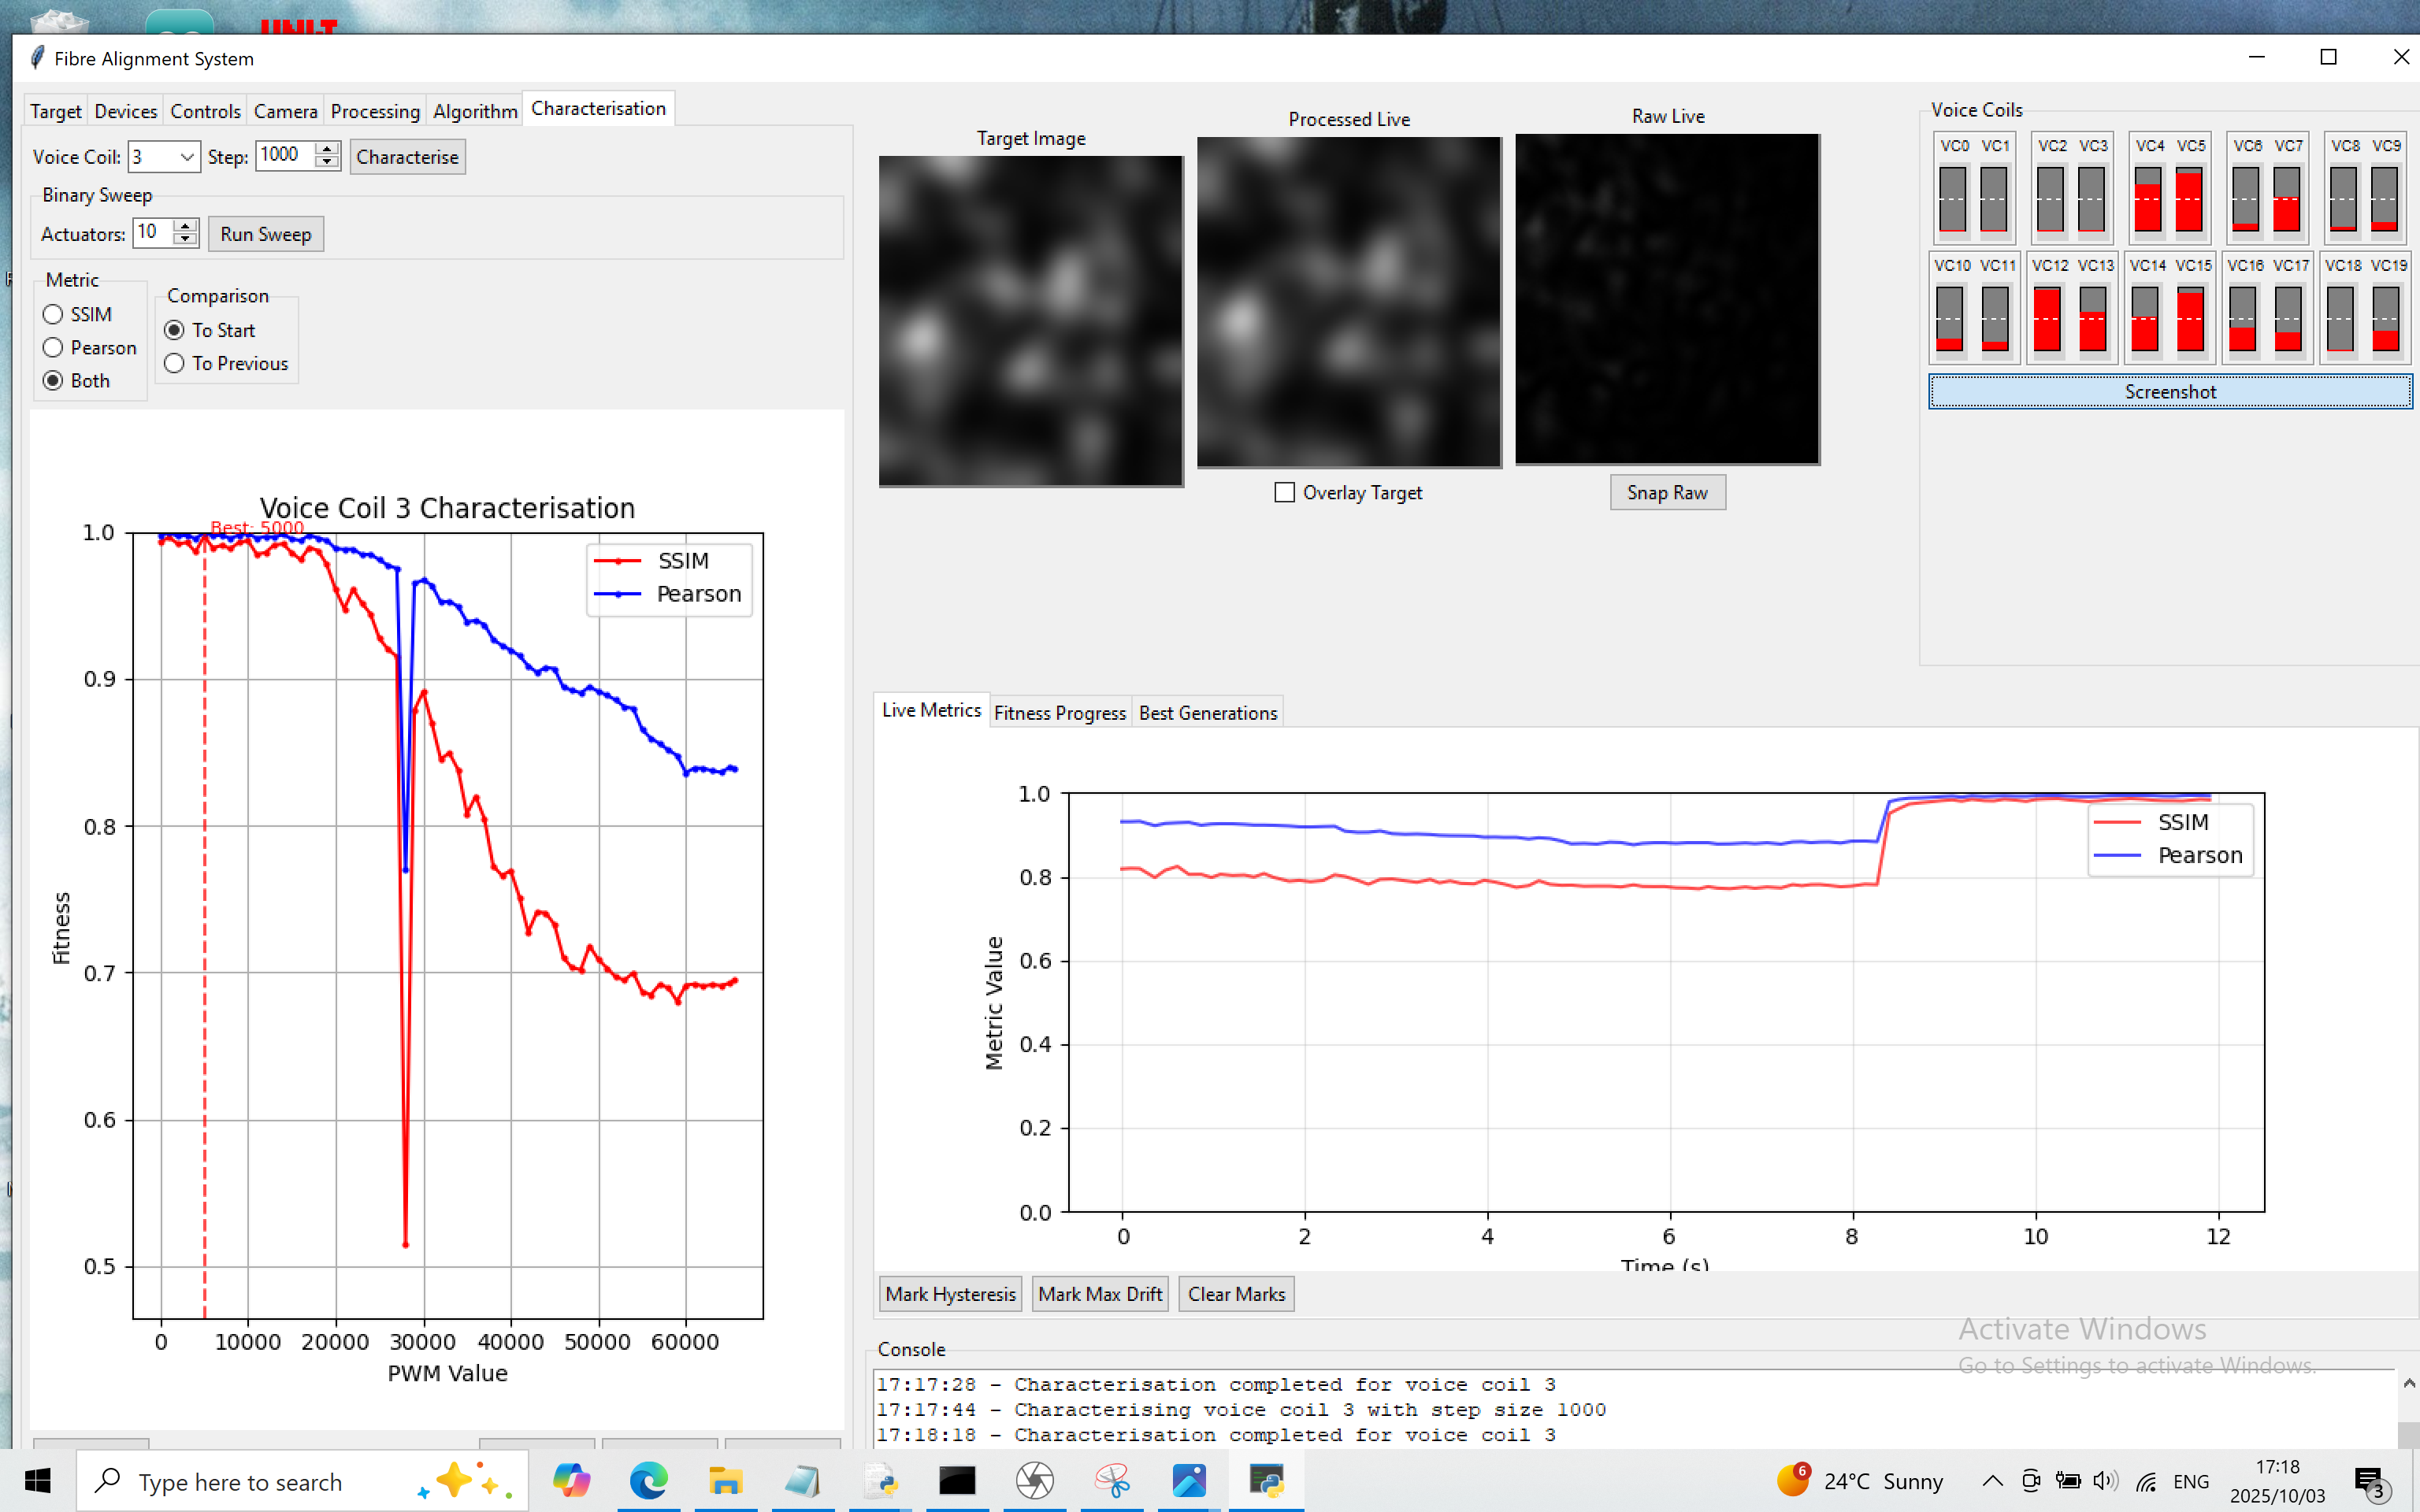 UNI-T
Fibre Alignment System
Target Devices Controls Camera Processing Algorithm Characterisation
Voice Coil: 3 Step: 1000 Characterise
Binary Sweep
Actuators: 10 Run Sweep
Metric
SSIM
Pearson
Both
Comparison
To Start
To Previous
Voice Coil 3 Characterisation
Best: 5000
SSIM
Pearson
1.0
0.9
0.8
0.7
0.6
0.5
Fitness
0 10000 20000 30000 40000 50000 60000
PWM Value
Target Image
Processed Live
Raw Live
Overlay Target
Snap Raw
Voice Coils
VC0 VC1 VC2 VC3 VC4 VC5 VC6 VC7 VC8 VC9
VC10 VC11 VC12 VC13 VC14 VC15 VC16 VC17 VC18 VC19
Screenshot
Live Metrics Fitness Progress Best Generations
SSIM
Pearson
1.0
0.8
0.6
0.4
0.2
0.0
Metric Value
0 2 4 6 8 10 12
Time (s)
Mark Hysteresis Mark Max Drift Clear Marks
Console
17:17:28 - Characterisation completed for voice coil 3
17:17:44 - Characterising voice coil 3 with step size 1000
17:18:18 - Characterisation completed for voice coil 3
Activate Windows
Go to Settings to activate Windows.
Type here to search
6
24°C Sunny
ENG
17:18
2025/10/03
3